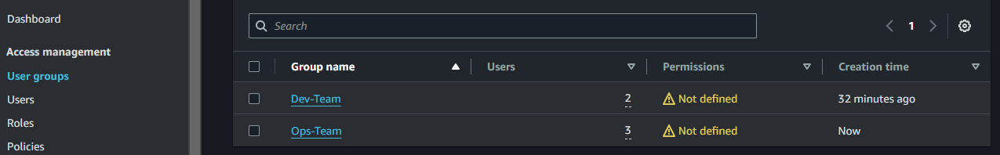 Dashboard
Access management
User groups
Users
Roles
Policies
Search
1
Group name Users Permissions Creation time
Dev-Team 2 Not defined 32 minutes ago
Ops-Team 3 Not defined Now